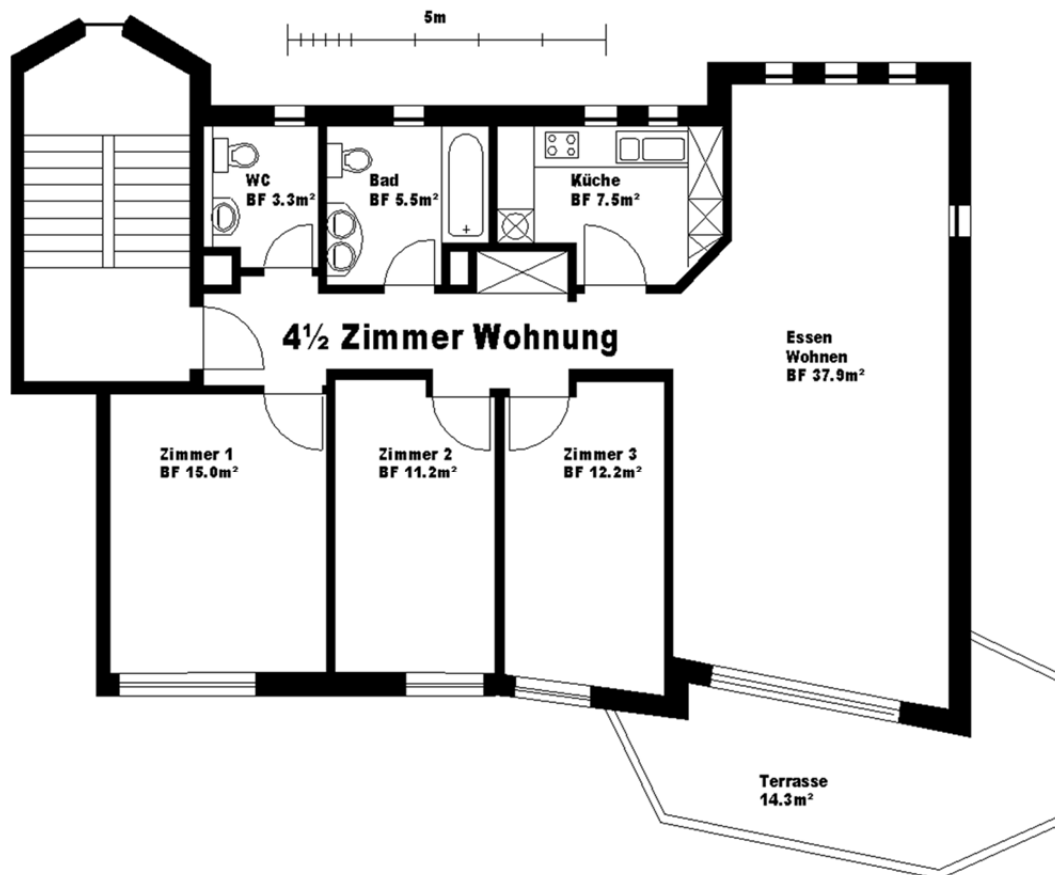 5m
WC
BF 3.3m²
Bad
BF 5.5m²
Küche
BF 7.5m²
4½ Zimmer Wohnung
Essen
Wohnen
BF 37.9m²
Zimmer 1
BF 15.0m²
Zimmer 2
BF 11.2m²
Zimmer 3
BF 12.2m²
Terrasse
14.3m²